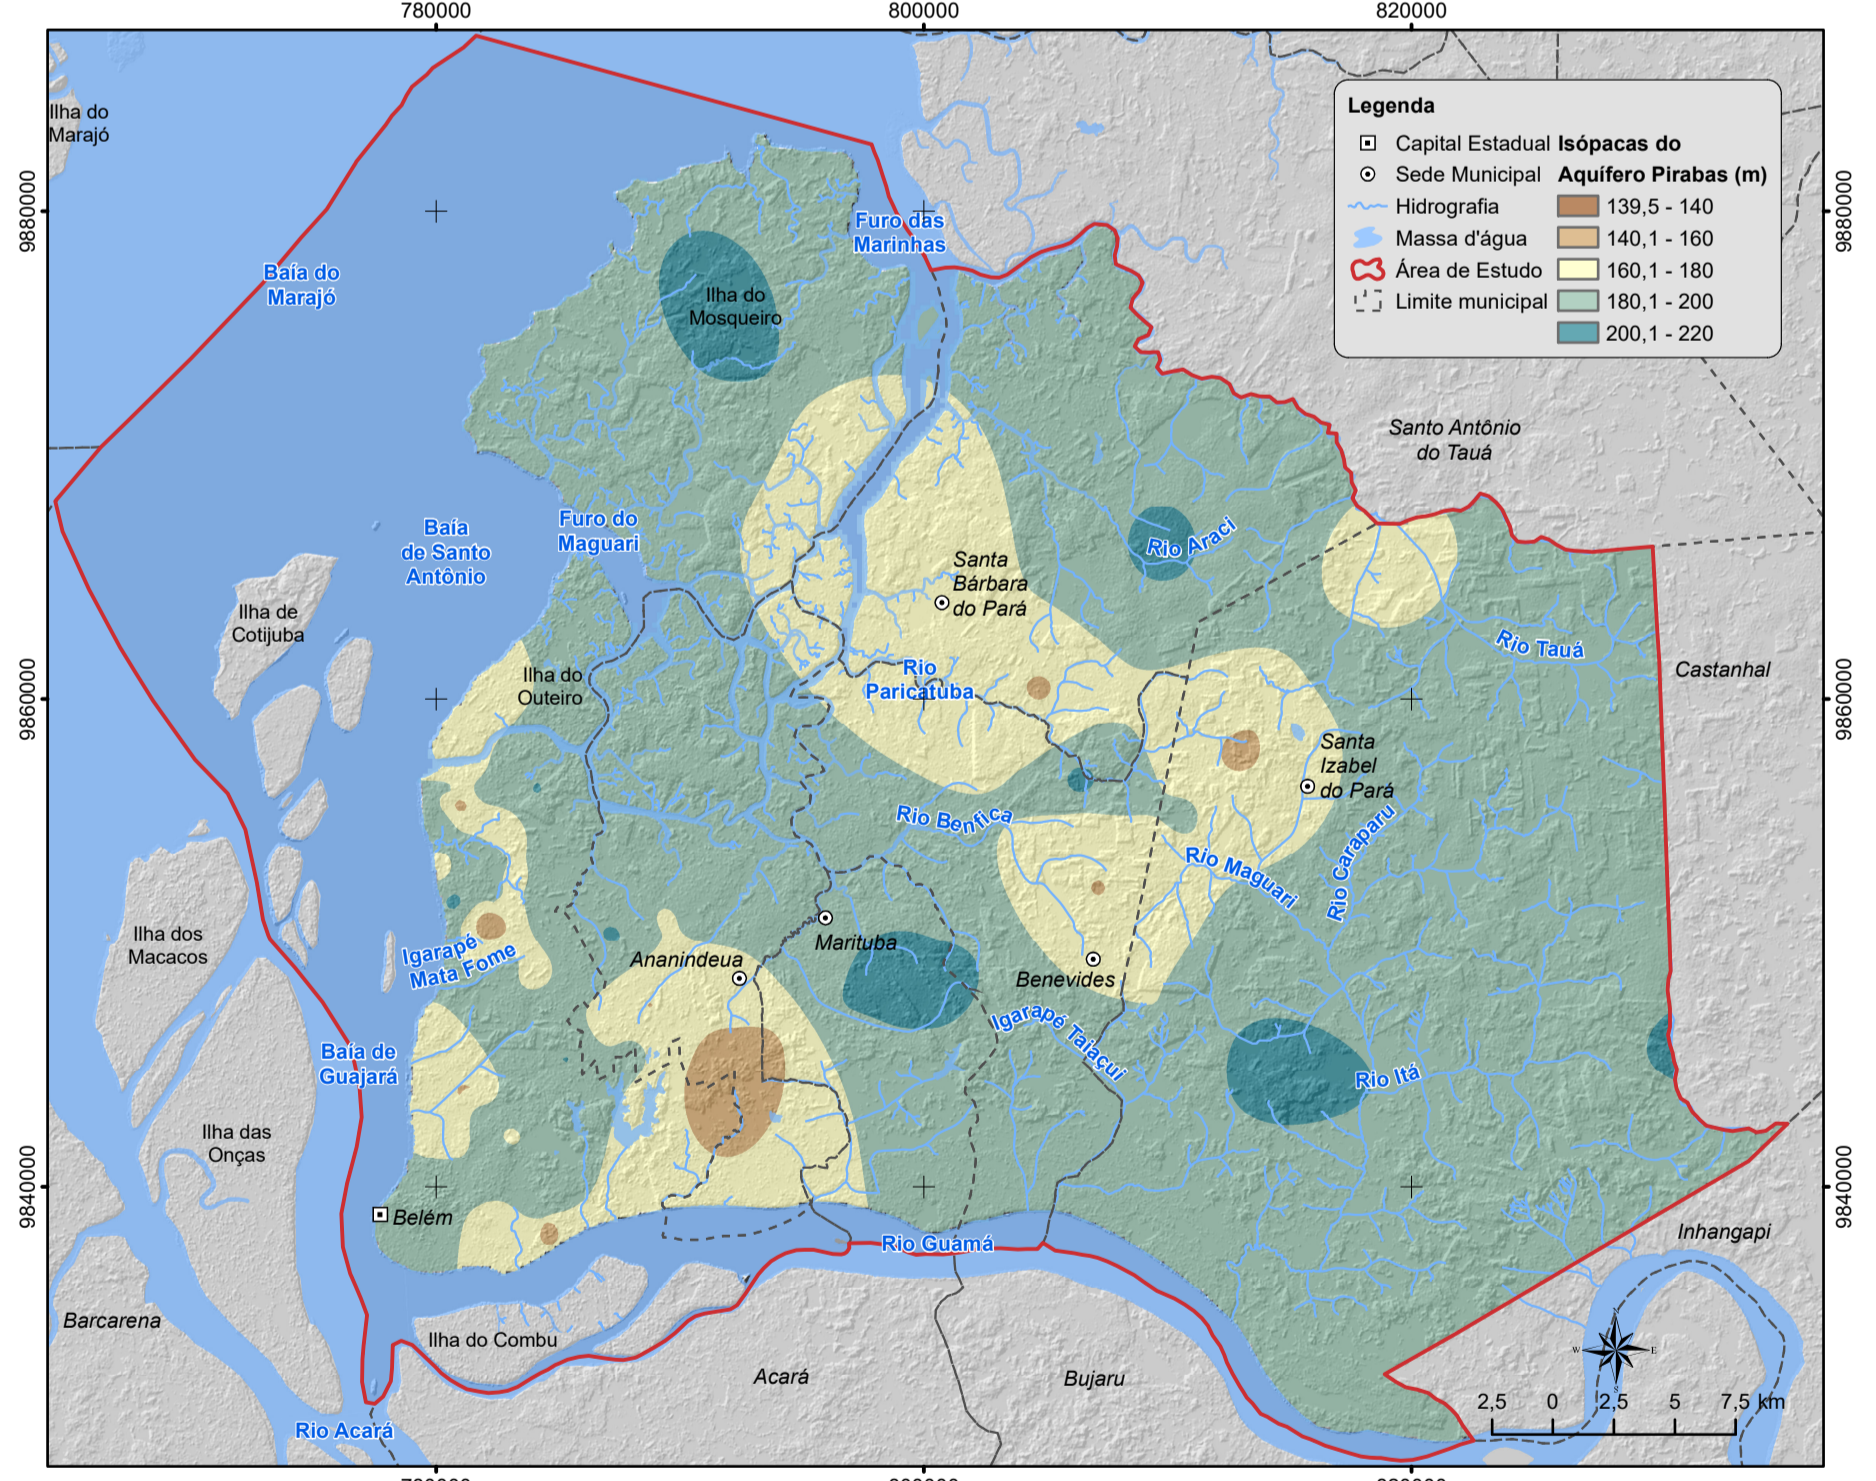 780000
800000
820000
9880000
9880000
9860000
9860000
9840000
9840000
Legenda
Capital Estadual
Sede Municipal
Hidrografia
Massa d'água
Área de Estudo
Limite municipal
Isópacas do
Aquífero Pirabas (m)
139,5 - 140
140,1 - 160
160,1 - 180
180,1 - 200
200,1 - 220
Ilha do
Marajó
Baía do
Marajó
Furo das
Marinhas
Ilha do
Mosqueiro
Santo Antônio
do Tauá
Baía
de Santo
Antônio
Furo do
Maguari
Rio Araci
Santa
Bárbara
do Pará
Ilha de
Cotijuba
Rio Tauá
Castanhal
Ilha do
Outeiro
Rio
Paricatuba
Santa
Izabel
do Pará
Rio Benfica
Rio Maguari
Rio Caraparu
Ilha dos
Macacos
Igarapé
Mata Fome
Marituba
Ananindeua
Benevides
Igarapé Taiaçuí
Baía de
Guajará
Rio Itá
Ilha das
Onças
Belém
Rio Guamá
Inhangapi
Barcarena
Ilha do Combu
Acará
Bujaru
Rio Acará
N
W
E
S
2,5
0
2,5
5
7,5 km
780000
800000
820000